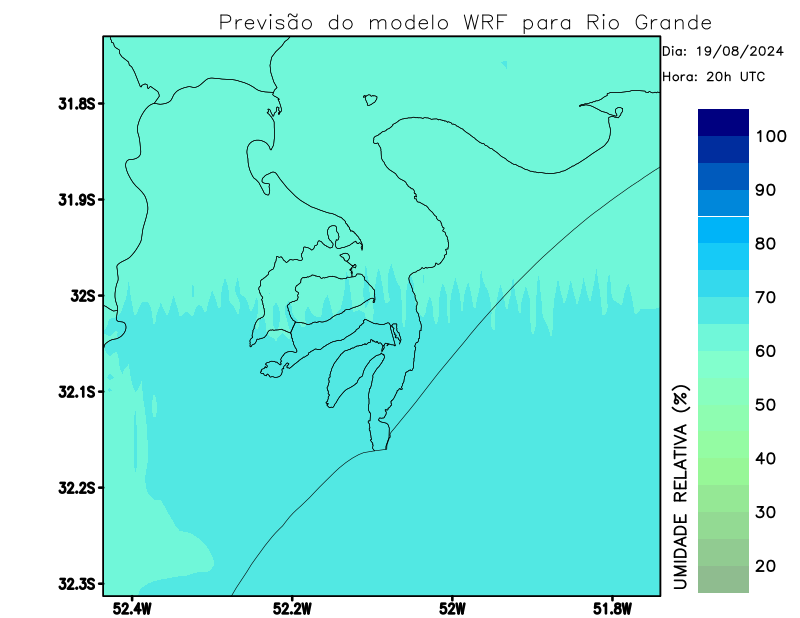 Previsão do modelo WRF para Rio Grande
Dia: 19/08/2024
Hora: 20h UTC
31.8S
31.9S
32S
32.1S
32.2S
32.3S
52.4W
52.2W
52W
51.8W
100
90
80
70
60
50
40
30
20
UMIDADE RELATIVA (%)